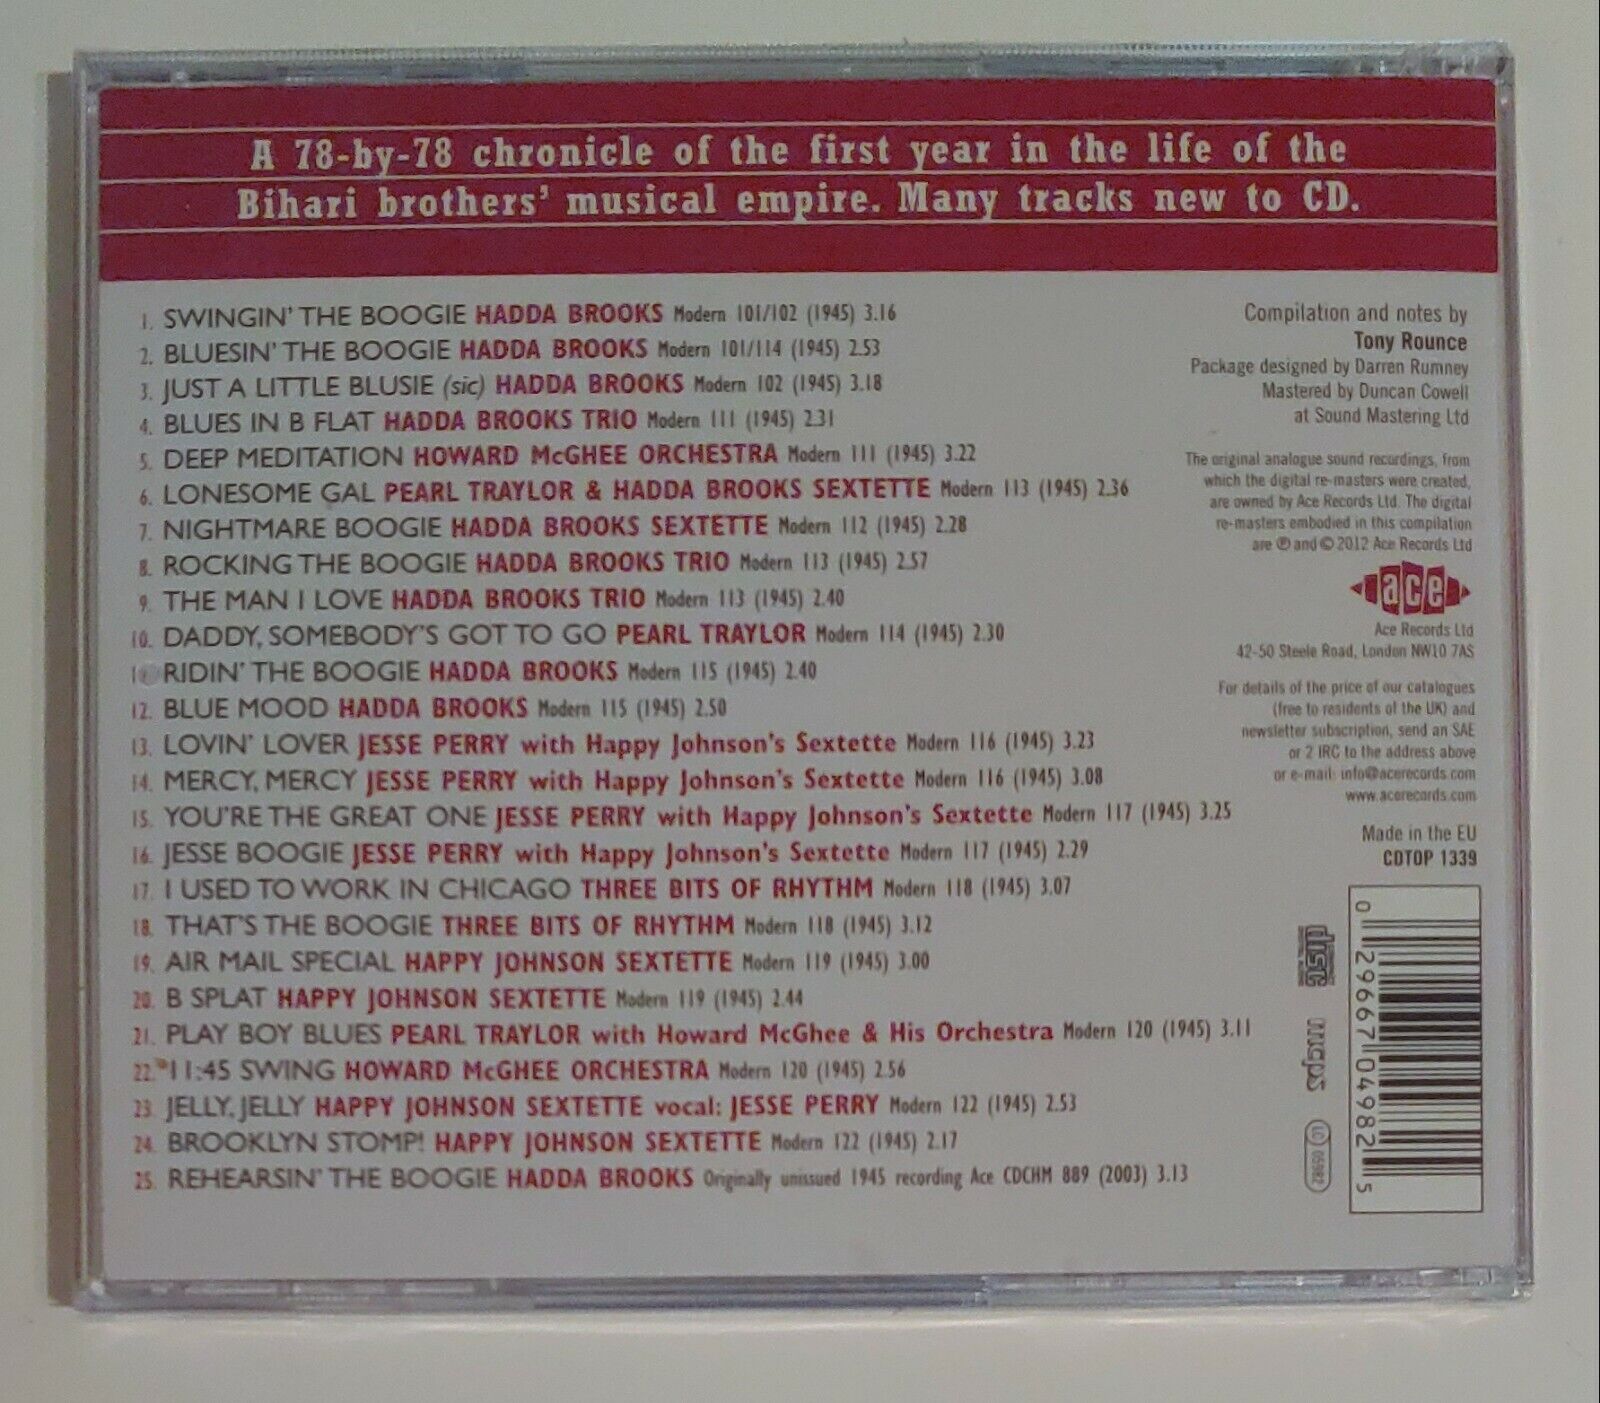 A 78-by-78 chronicle of the first year in the life of the
Bihari brothers' musical empire. Many tracks new to CD.
1. SWINGIN' THE BOOGIE HADDA BROOKS Modern 101/102 (1945) 3.16
2. BLUESIN' THE BOOGIE HADDA BROOKS Modern 101/114 (1945) 2.53
3. JUST A LITTLE BLUSIE (sic) HADDA BROOKS Modern 102 (1945) 3.18
4. BLUES IN B FLAT HADDA BROOKS TRIO Modern 111 (1945) 2.31
5. DEEP MEDITATION HOWARD McGHEE ORCHESTRA Modern 111 (1945) 3.22
6. LONESOME GAL PEARL TRAYLOR & HADDA BROOKS SEXTETTE Modern 113 (1945) 2.36
7. NIGHTMARE BOOGIE HADDA BROOKS SEXTETTE Modern 112 (1945) 2.28
8. ROCKING THE BOOGIE HADDA BROOKS TRIO Modern 113 (1945) 2.57
9. THE MAN I LOVE HADDA BROOKS TRIO Modern 113 (1945) 2.40
10. DADDY, SOMEBODY'S GOT TO GO PEARL TRAYLOR Modern 114 (1945) 2.30
RIDIN' THE BOOGIE HADDA BROOKS Modern 115 (1945) 2.40
12. BLUE MOOD HADDA BROOKS Modern 115 (1945) 2.50
13. LOVIN' LOVER JESSE PERRY with Happy Johnson's Sextette Modern 116 (1945) 3.23
14. MERCY, MERCY JESSE PERRY with Happy Johnson's Sextette Modern 116 (1945) 3.08
15. YOU'RE THE GREAT ONE JESSE PERRY with Happy Johnson's Sextette Modern 117 (1945) 3.25
16. JESSE BOOGIE JESSE PERRY with Happy Johnson's Sextette Modern 117 (1945) 2.29
17. I USED TO WORK IN CHICAGO THREE BITS OF RHYTHM Modern 118 (1945) 3.07
18. THAT'S THE BOOGIE THREE BITS OF RHYTHM Modern 118 (1945) 3.12
19. AIR MAIL SPECIAL HAPPY JOHNSON SEXTETTE Modern 119 (1945) 3.00
20. B SPLAT HAPPY JOHNSON SEXTETTE Modern 119 (1945) 2.44
21. PLAY BOY BLUES PEARL TRAYLOR with Howard McGhee & His Orchestra Modern 120 (1945) 3.11
22. 11:45 SWING HOWARD McGHEE ORCHESTRA Modern 120 (1945) 2.56
23. JELLY, JELLY HAPPY JOHNSON SEXTETTE vocal: JESSE PERRY Modern 122 (1945) 2.53
24. BROOKLYN STOMP! HAPPY JOHNSON SEXTETTE Modern 122 (1945) 2.17
25. REHEARSIN' THE BOOGIE HADDA BROOKS Originally unissued 1945 recording Ace CDCHM 889 (2003) 3.13
Compilation and notes by
Tony Rounce
Package designed by Darren Rumney
Mastered by Duncan Cowell
at Sound Mastering Ltd
The original analogue sound recordings, from
which the digital re-masters were created,
are owned by Ace Records Ltd. The digital
re-masters embodied in this compilation
are ℗ and © 2012 Ace Records Ltd
ace
Ace Records Ltd
42-50 Steele Road, London NW10 7AS
For details of the price of our catalogues
(free to residents of the UK) and
newsletter subscription, send an SAE
or 2 IRC to the address above
or e-mail: info@acerecords.com
www.acerecords.com
Made in the EU
CDTOP 1339
disc
mcps
LC 05982
0 29667 04982 5